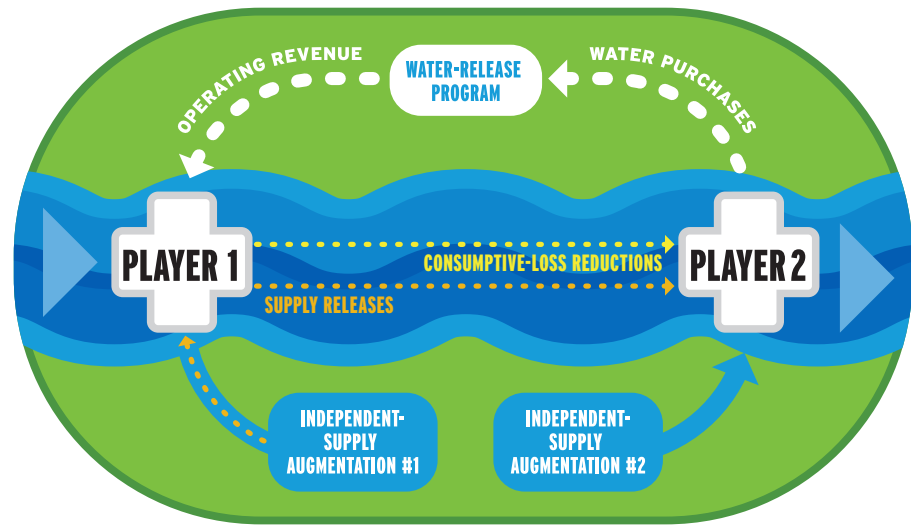 OPERATING REVENUE
WATER-RELEASE
PROGRAM
WATER PURCHASES
PLAYER 1
CONSUMPTIVE-LOSS REDUCTIONS
SUPPLY RELEASES
PLAYER 2
INDEPENDENT-
SUPPLY
AUGMENTATION #1
INDEPENDENT-
SUPPLY
AUGMENTATION #2